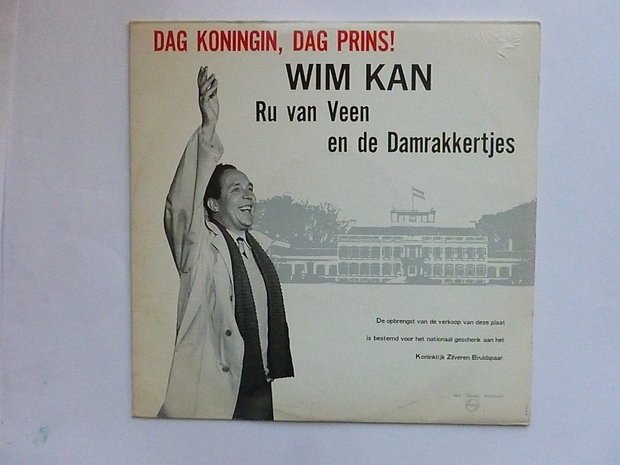 DAG KONINGIN, DAG PRINS!
WIM KAN
Ru van Veen
en de Damrakkertjes
De opbrengst van de verkoop van deze plaat
is bestemd voor het nationaal geschenk aan het
Koninklijk Zilveren Bruidspaar.